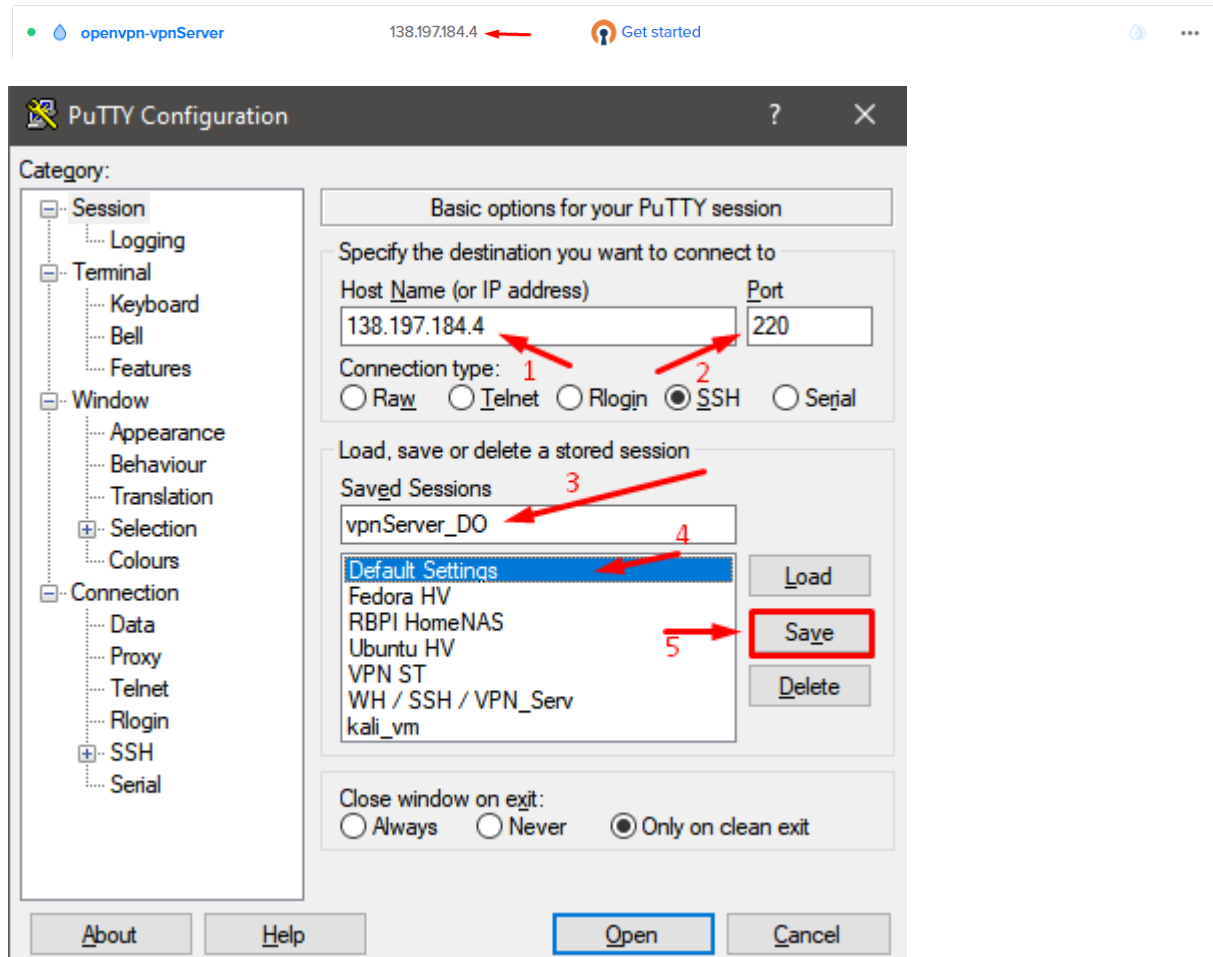 openvpn-vpnServer 138.197.184.4 Get started
PuTTY Configuration ? X
Category:
Session
Logging
Terminal
Keyboard
Bell
Features
Window
Appearance
Behaviour
Translation
Selection
Colours
Connection
Data
Proxy
Telnet
Rlogin
SSH
Serial
Basic options for your PuTTY session
Specify the destination you want to connect to
Host Name (or IP address) Port
138.197.184.4 220
1 2
Connection type:
Raw Telnet Rlogin SSH Serial
Load, save or delete a stored session
Saved Sessions 3
vpnServer_DO
4
Default Settings
Fedora HV
RBPI HomeNAS
Ubuntu HV
VPN ST
WH / SSH / VPN_Serv
kali_vm
Load
5 Save
Delete
Close window on exit:
Always Never Only on clean exit
About Help Open Cancel